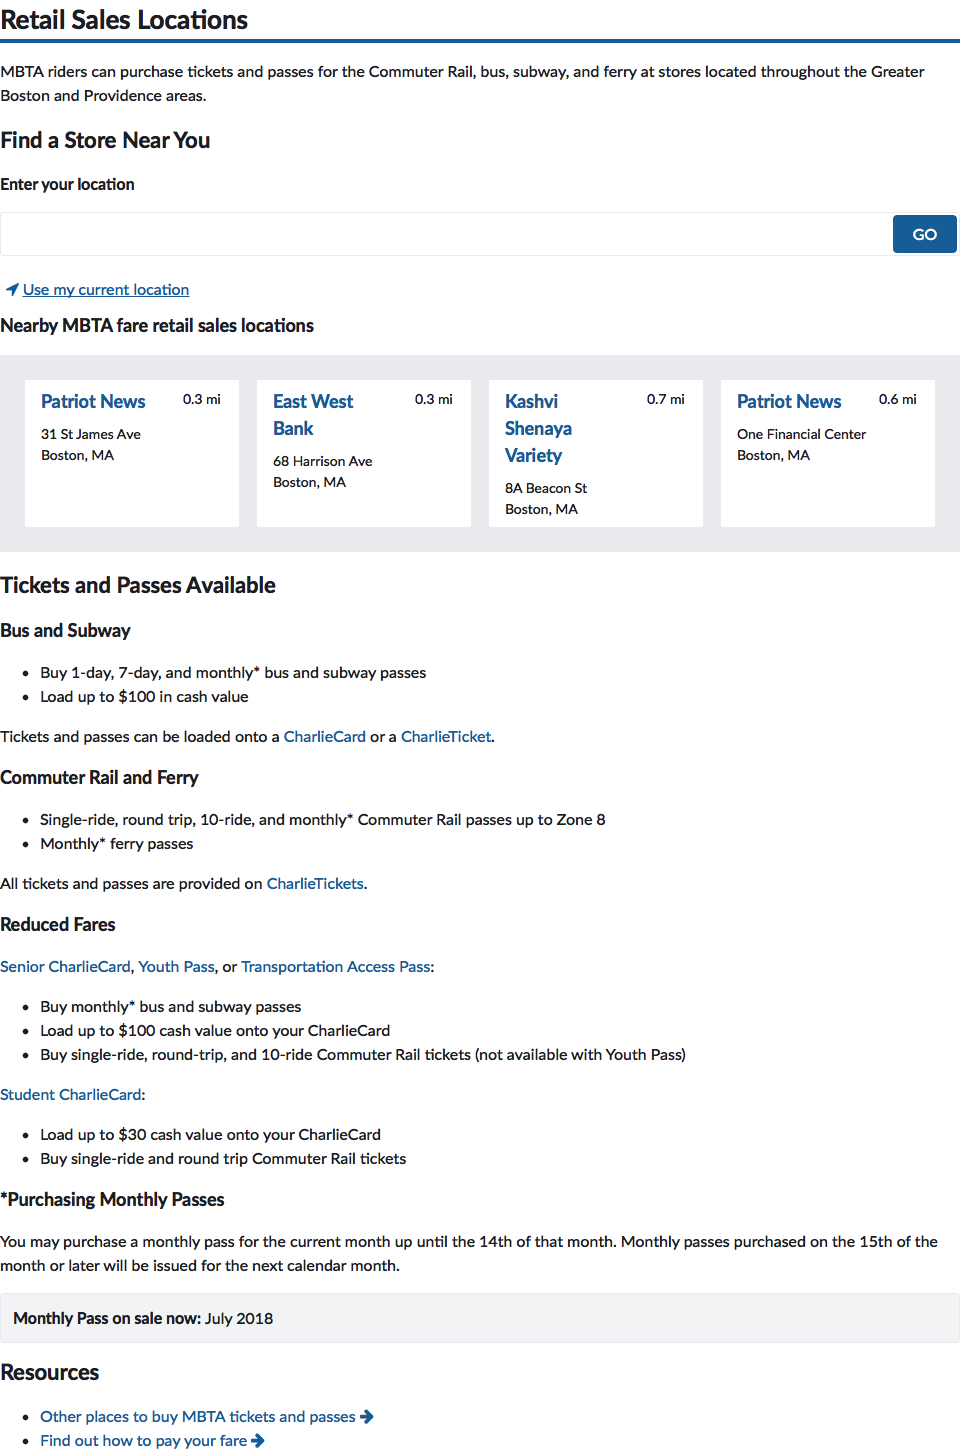 Retail Sales Locations
MBTA riders can purchase tickets and passes for the Commuter Rail, bus, subway, and ferry at stores located throughout the Greater
Boston and Providence areas.
Find a Store Near You
Enter your location
GO
Use my current location
Nearby MBTA fare retail sales locations
Patriot News 0.3 mi
31 St James Ave
Boston, MA
East West 0.3 mi
Bank
68 Harrison Ave
Boston, MA
Kashvi 0.7 mi
Shenaya
Variety
8A Beacon St
Boston, MA
Patriot News 0.6 mi
One Financial Center
Boston, MA
Tickets and Passes Available
Bus and Subway
• Buy 1-day, 7-day, and monthly* bus and subway passes
• Load up to $100 in cash value
Tickets and passes can be loaded onto a CharlieCard or a CharlieTicket.
Commuter Rail and Ferry
• Single-ride, round trip, 10-ride, and monthly* Commuter Rail passes up to Zone 8
• Monthly* ferry passes
All tickets and passes are provided on CharlieTickets.
Reduced Fares
Senior CharlieCard, Youth Pass, or Transportation Access Pass:
• Buy monthly* bus and subway passes
• Load up to $100 cash value onto your CharlieCard
• Buy single-ride, round-trip, and 10-ride Commuter Rail tickets (not available with Youth Pass)
Student CharlieCard:
• Load up to $30 cash value onto your CharlieCard
• Buy single-ride and round trip Commuter Rail tickets
*Purchasing Monthly Passes
You may purchase a monthly pass for the current month up until the 14th of that month. Monthly passes purchased on the 15th of the
month or later will be issued for the next calendar month.
Monthly Pass on sale now: July 2018
Resources
• Other places to buy MBTA tickets and passes
• Find out how to pay your fare